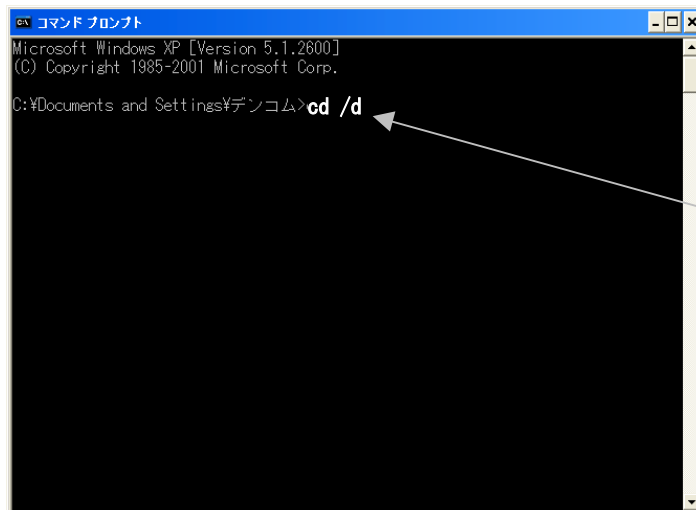 コマンド プロンプト
Microsoft Windows XP [Version 5.1.2600]
(C) Copyright 1985-2001 Microsoft Corp.
C:¥Documents and Settings¥デンコム>cd /d